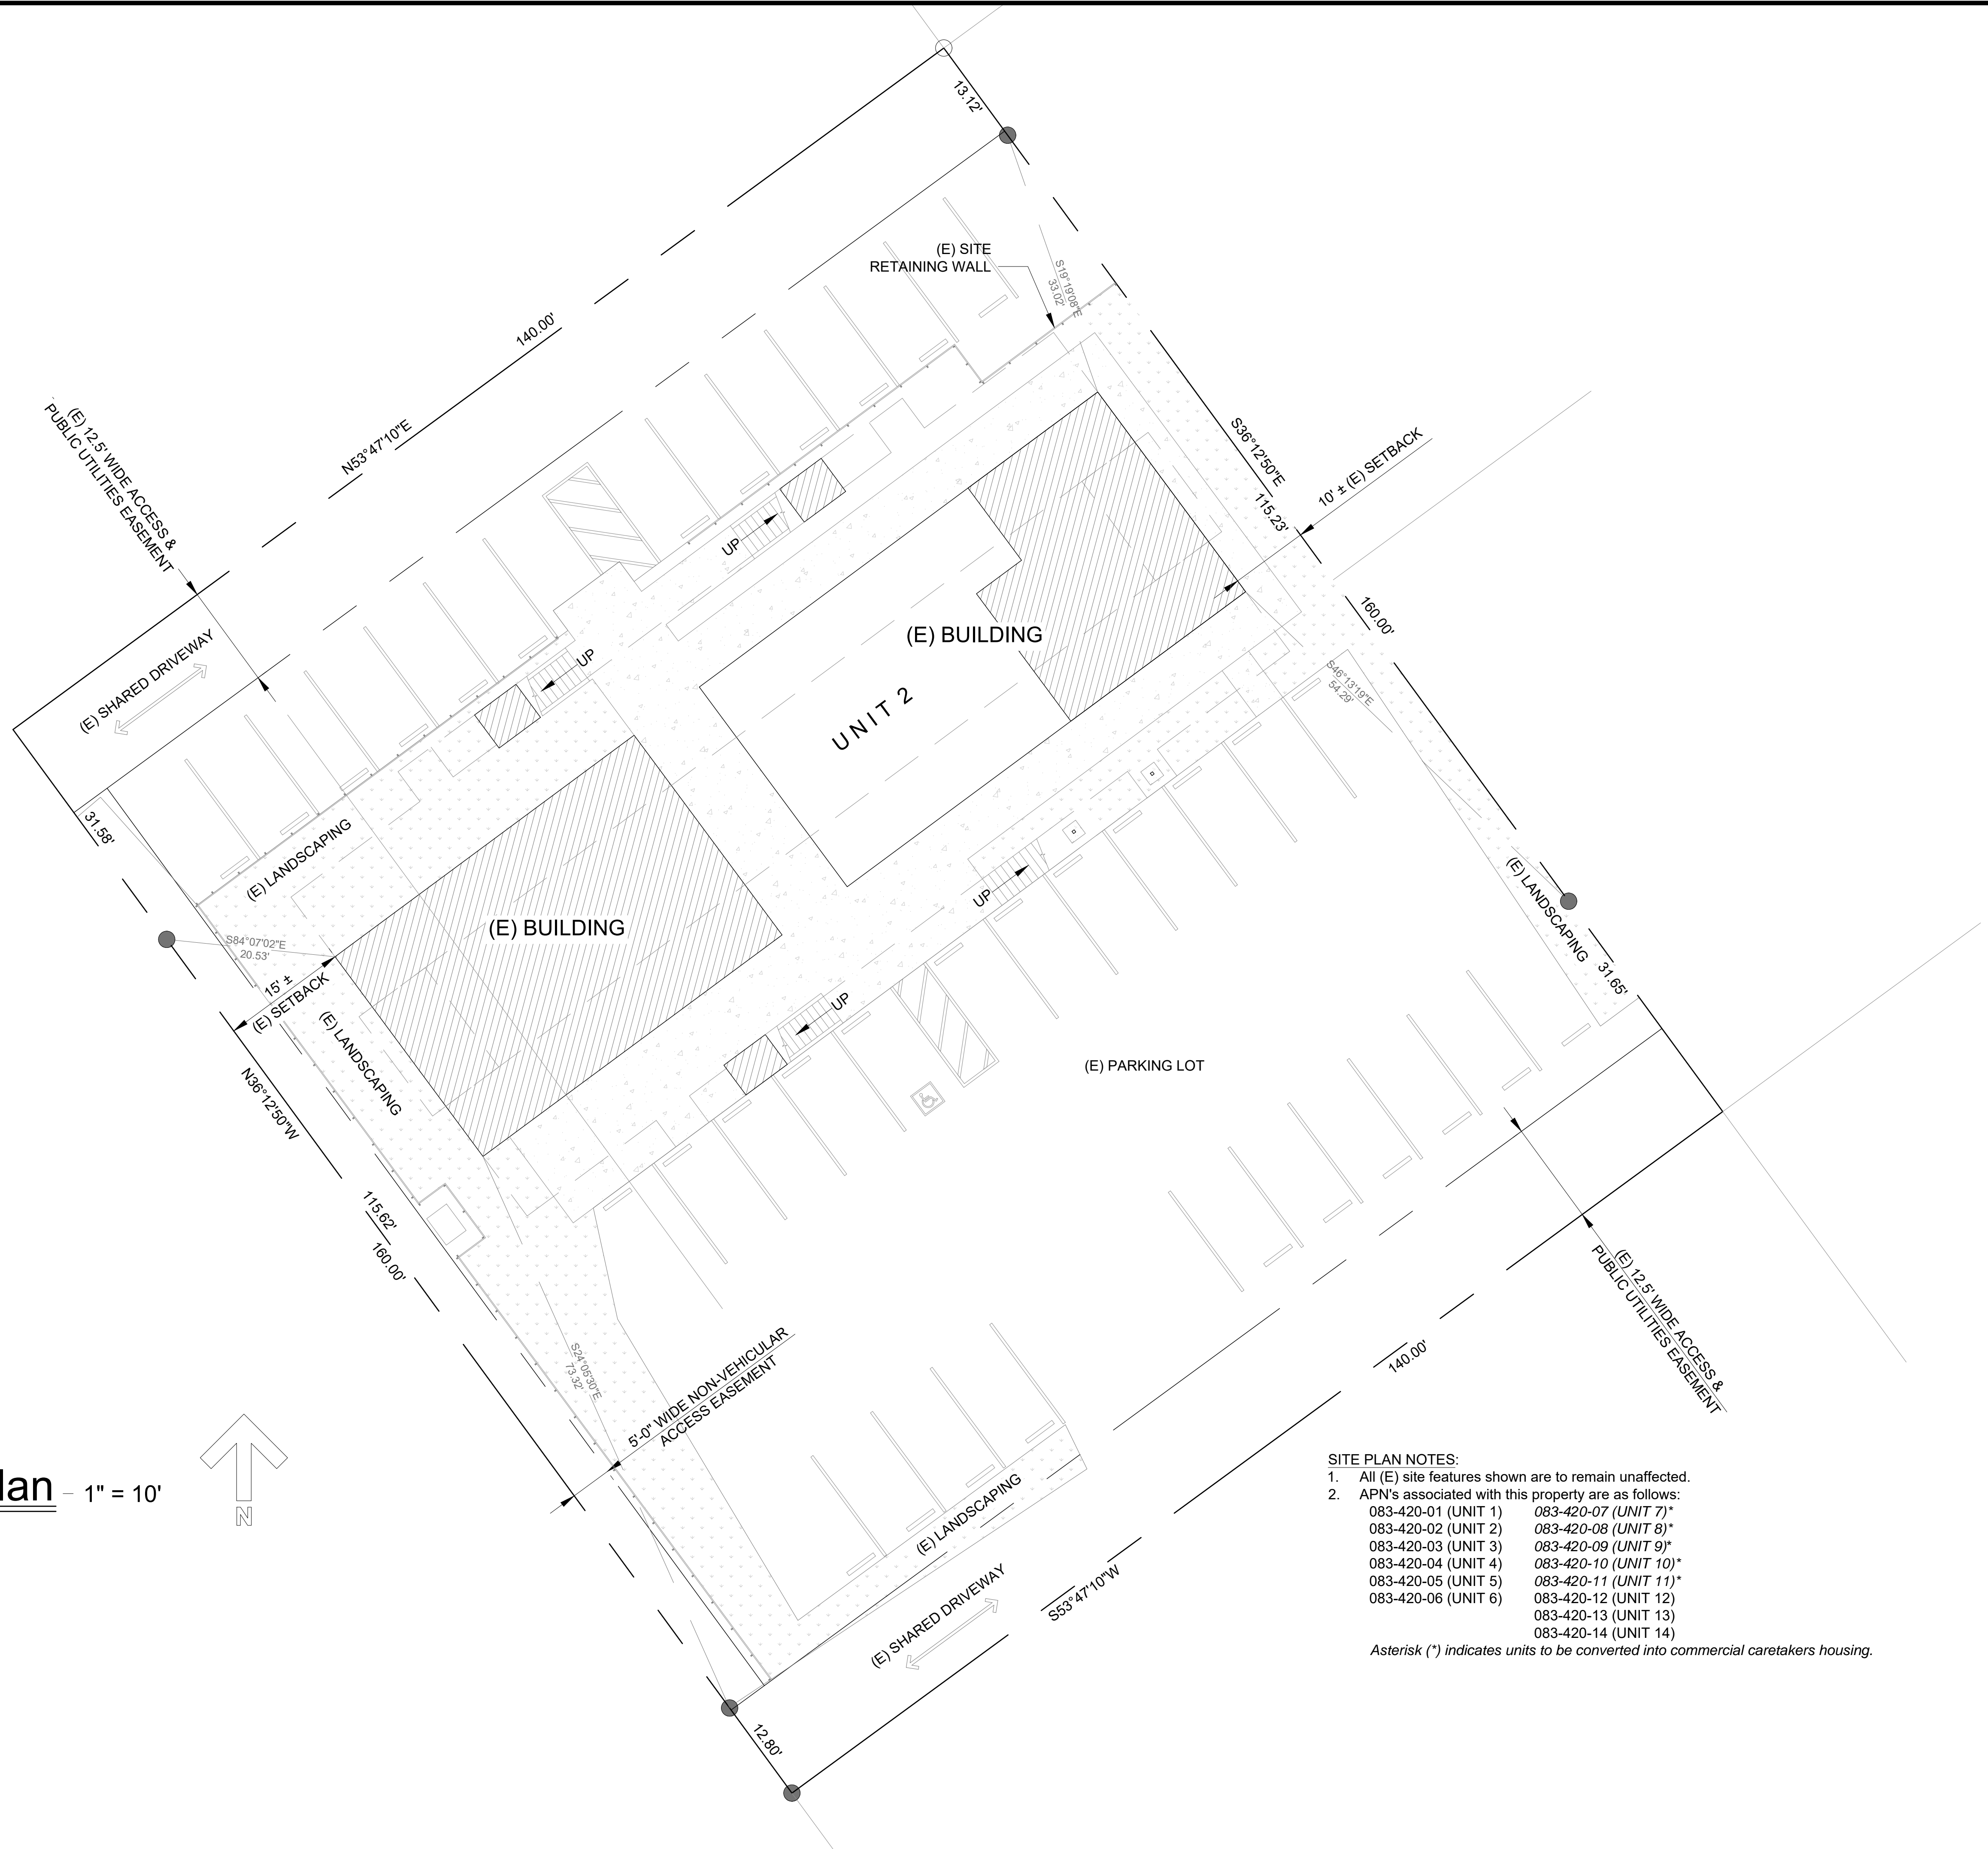 13.12'
(E) SITE
RETAINING WALL
S19°19'08"E
33.02'
140.00'
N53°47'10"E
(E) 12.5' WIDE ACCESS &
PUBLIC UTILITIES EASEMENT
S36°12'50"E
115.23'
10' ± (E) SETBACK
160.00'
UP
(E) BUILDING
UP
(E) SHARED DRIVEWAY
UNIT 2
S46°13'19"E
54.29'
31.58'
(E) LANDSCAPING
(E) LANDSCAPING
UP
(E) BUILDING
S84°07'02"E
20.53'
15' ±
(E) SETBACK
31.65'
UP
(E) LANDSCAPING
(E) PARKING LOT
N36°12'50"W
115.62'
160.00'
(E) 12.5' WIDE ACCESS &
PUBLIC UTILITIES EASEMENT
S24°05'30"E
73.32'
5'-0" WIDE NON-VEHICULAR
ACCESS EASEMENT
140.00'
lan 1" = 10'
N
(E) LANDSCAPING
(E) SHARED DRIVEWAY
S53°47'10"W
12.80'
SITE PLAN NOTES:
1. All (E) site features shown are to remain unaffected.
2. APN's associated with this property are as follows:
083-420-01 (UNIT 1) 083-420-07 (UNIT 7)*
083-420-02 (UNIT 2) 083-420-08 (UNIT 8)*
083-420-03 (UNIT 3) 083-420-09 (UNIT 9)*
083-420-04 (UNIT 4) 083-420-10 (UNIT 10)*
083-420-05 (UNIT 5) 083-420-11 (UNIT 11)*
083-420-06 (UNIT 6) 083-420-12 (UNIT 12)
083-420-13 (UNIT 13)
083-420-14 (UNIT 14)
Asterisk (*) indicates units to be converted into commercial caretakers housing.